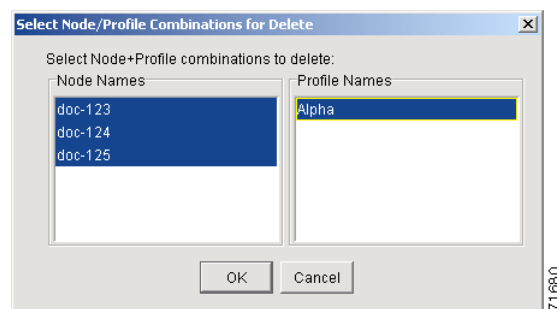 Select Node/Profile Combinations for Delete
Select Node+Profile combinations to delete:
Node Names
doc-123
doc-124
doc-125
Profile Names
Alpha
OK
Cancel
71680